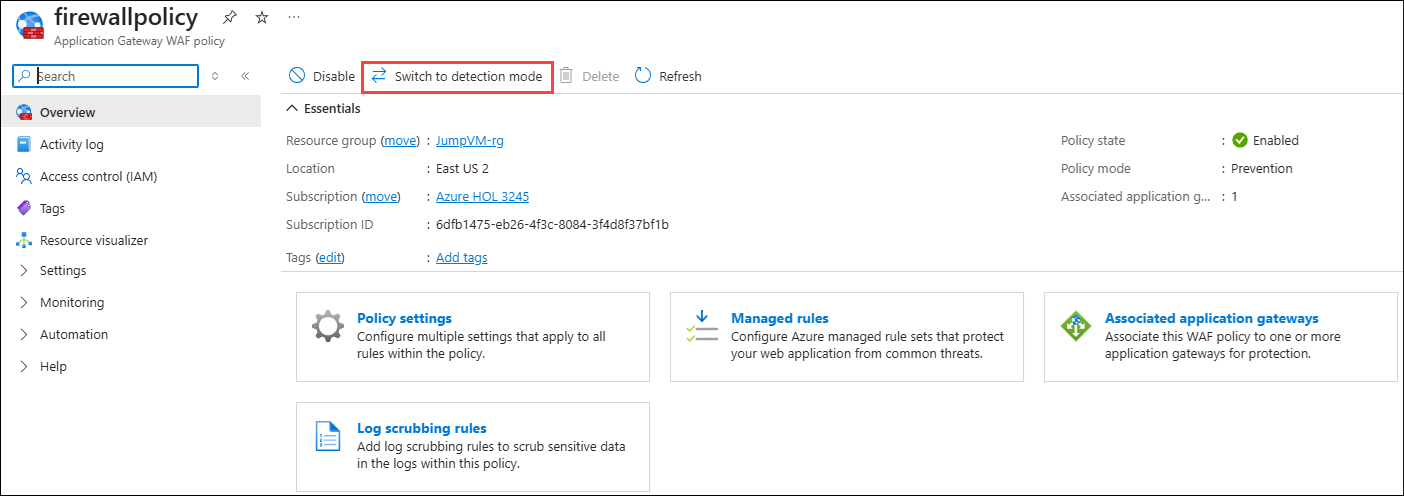 firewallpolicy
Application Gateway WAF policy
Search
Overview
Activity log
Access control (IAM)
Tags
Resource visualizer
Settings
Monitoring
Automation
Help
Disable
Switch to detection mode
Delete
Refresh
Essentials
Resource group (move) : JumpVM-rg
Location : East US 2
Subscription (move) : Azure HOL 3245
Subscription ID : 6dfb1475-eb26-4f3c-8084-3f4d8f37bf1b
Tags (edit) : Add tags
Policy state : Enabled
Policy mode : Prevention
Associated application g... : 1
Policy settings
Configure multiple settings that apply to all
rules within the policy.
Managed rules
Configure Azure managed rule sets that protect
your web application from common threats.
Associated application gateways
Associate this WAF policy to one or more
application gateways for protection.
Log scrubbing rules
Add log scrubbing rules to scrub sensitive data
in the logs within this policy.